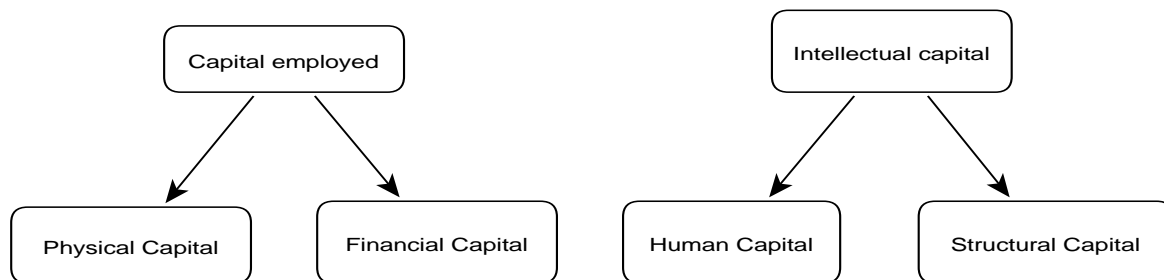 Capital employed
Intellectual capital
Physical Capital
Financial Capital
Human Capital
Structural Capital